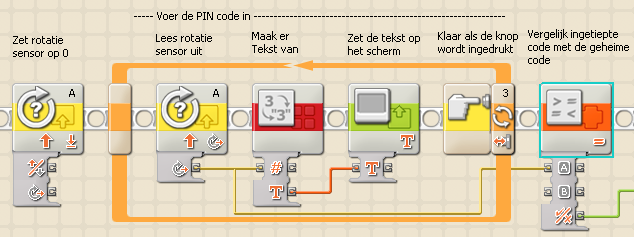 ----- Voer de PIN code in ---------------------------------------------
Zet rotatie
sensor op 0
Lees rotatie
sensor uit
Maak er
Tekst van
Zet de tekst op
het scherm
Klaar als de knop
wordt ingedrukt
Vergelijk ingetiepte
code met de geheime
code
A
A
3
3
"3"
> =
= <
=
#
T
T
T
A
B